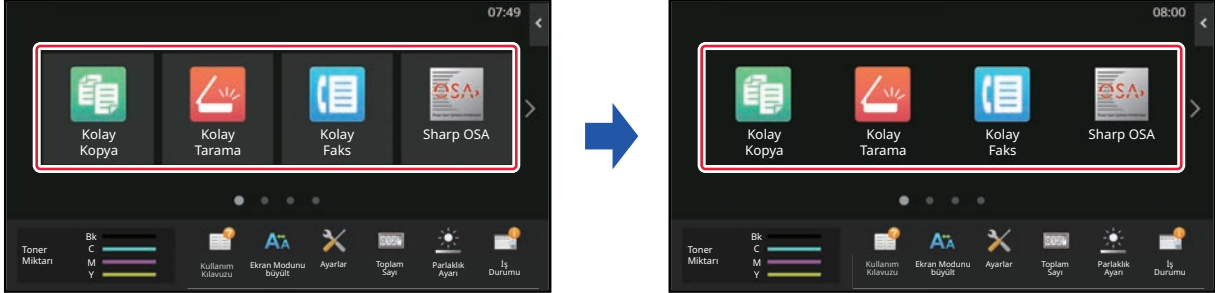 07:49
Kolay
Kopya
Kolay
Tarama
Kolay
Faks
OSA
Sharp OSA
Toner
Miktarı
Bk
C
M
Y
Kullanım
Kılavuzu
Ekran Modunu
büyült
Ayarlar
Toplam
Sayı
Parlaklık
Ayarı
İş
Durumu
08:00
Kolay
Kopya
Kolay
Tarama
Kolay
Faks
OSA
Sharp OSA
Toner
Miktarı
Bk
C
M
Y
Kullanım
Kılavuzu
Ekran Modunu
büyült
Ayarlar
Toplam
Sayı
Parlaklık
Ayarı
İş
Durumu